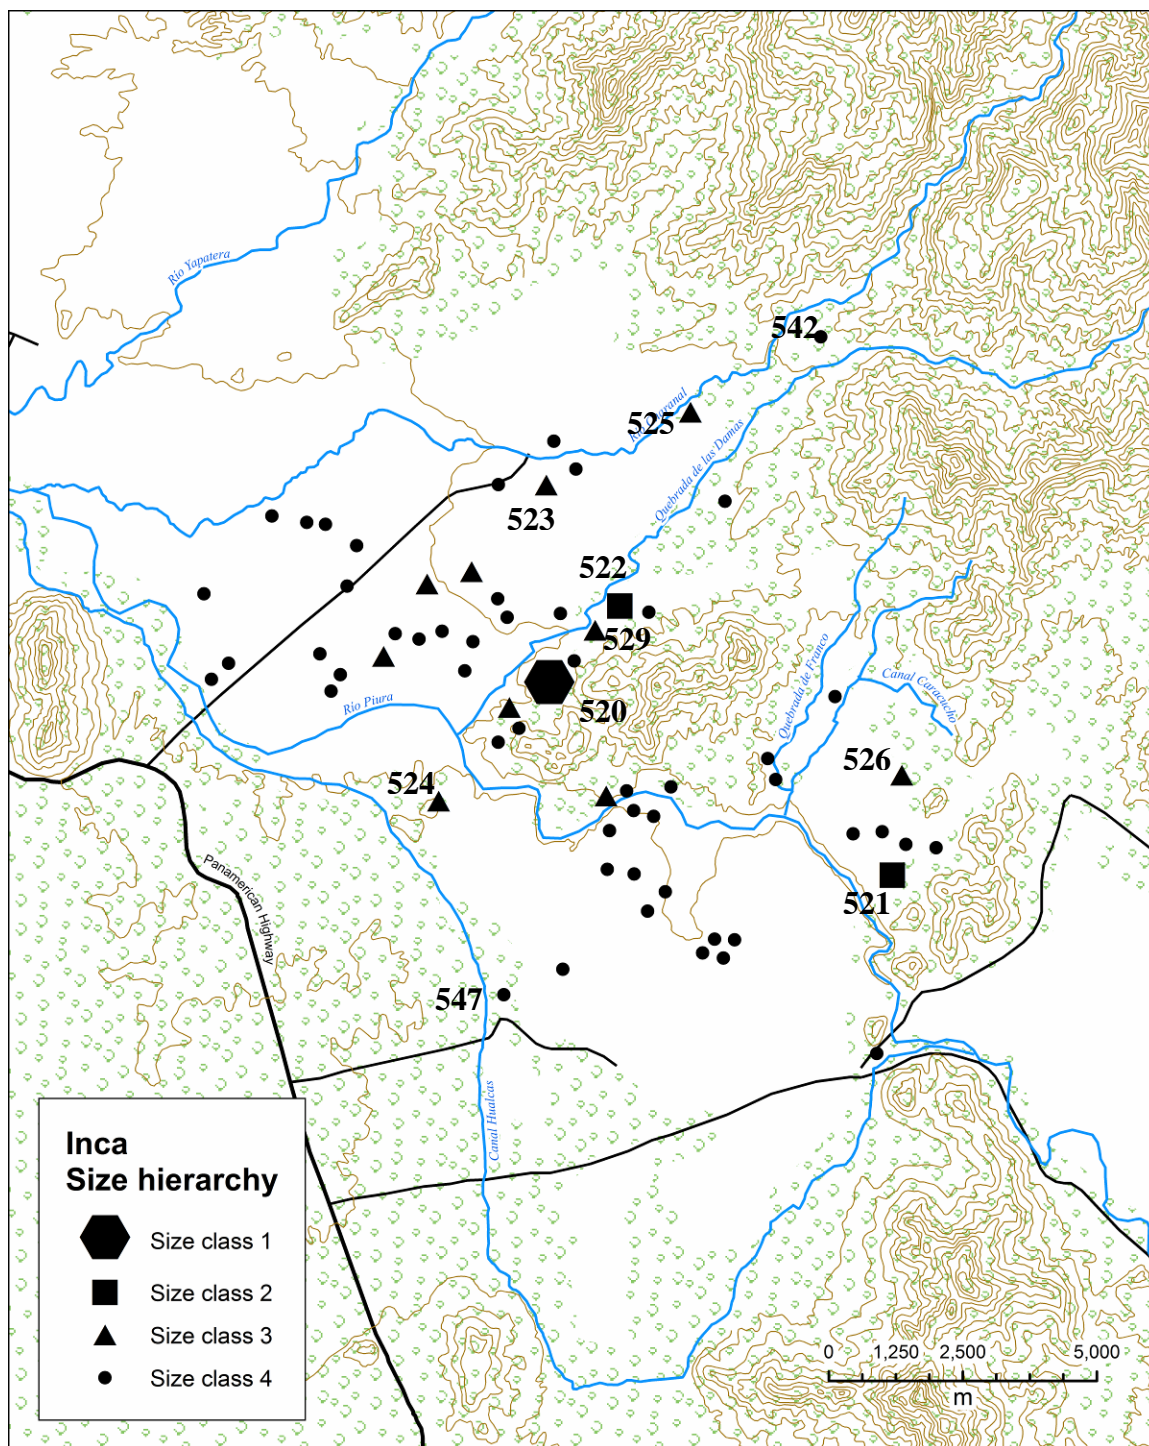 Río Yapatera
542
Río Charanal
525
Quebrada de las Damas
523
522
529
Quebrada de Franco
Canal Caracucho
520
Río Piura
526
524
521
Panamerican Highway
547
Canal Hualcas
Inca
Size hierarchy
Size class 1
Size class 2
Size class 3
Size class 4
0 1,250 2,500 5,000
m